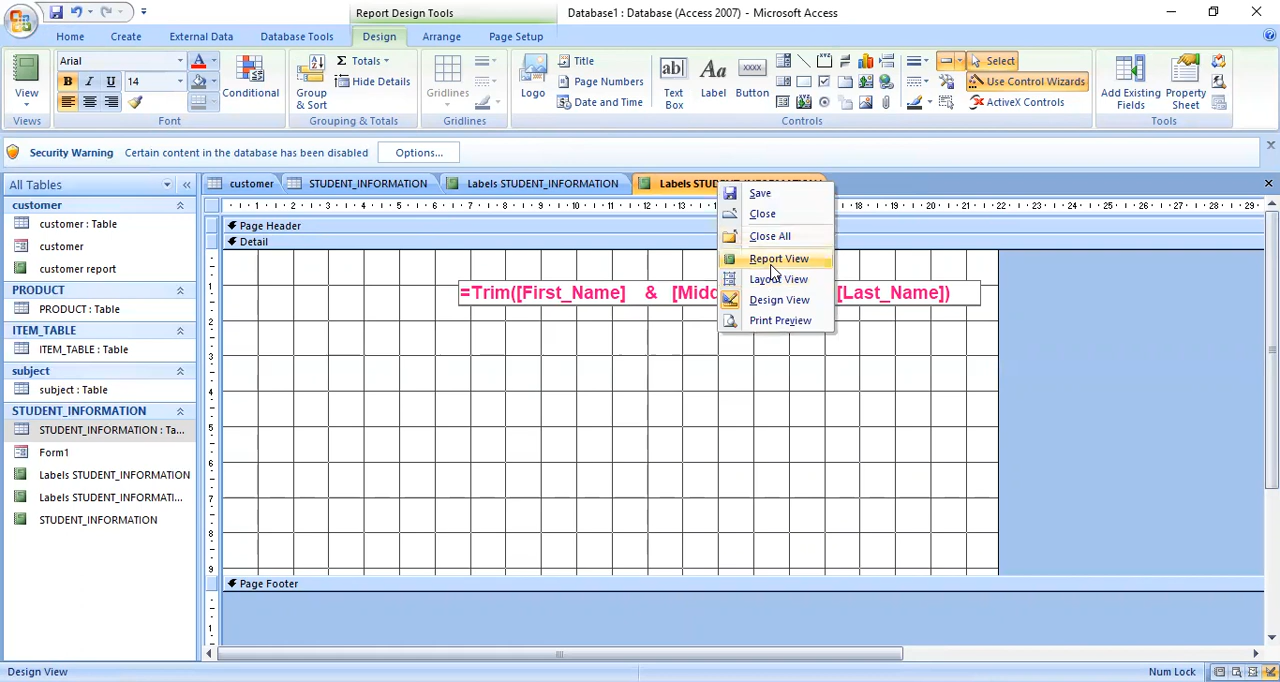 Report Design Tools
Database1 : Database (Access 2007) - Microsoft Access
Home
Create
External Data
Database Tools
Design
Arrange
Page Setup
View
Views
Arial
B I U 14
Font
Conditional
Group & Sort
Σ Totals
Hide Details
Grouping & Totals
Gridlines
Gridlines
Logo
Title
Page Numbers
Date and Time
ab| Text Box
Aa Label
xxxx Button
Controls
Select
Use Control Wizards
ActiveX Controls
Add Existing Fields
Property Sheet
Tools
Security Warning
Certain content in the database has been disabled
Options...
All Tables
customer
STUDENT_INFORMATION
Labels STUDENT_INFORMATION
Labels STUDENT_INFORMATION
customer
customer : Table
customer
customer report
PRODUCT
PRODUCT : Table
ITEM_TABLE
ITEM_TABLE : Table
subject
subject : Table
STUDENT_INFORMATION
STUDENT_INFORMATION : Ta...
Form1
Labels STUDENT_INFORMATION
Labels STUDENT_INFORMATI...
STUDENT_INFORMATION
Page Header
Detail
=Trim([First_Name] & [Midd [Last_Name])
Page Footer
Save
Close
Close All
Report View
Layout View
Design View
Print Preview
Design View
Num Lock